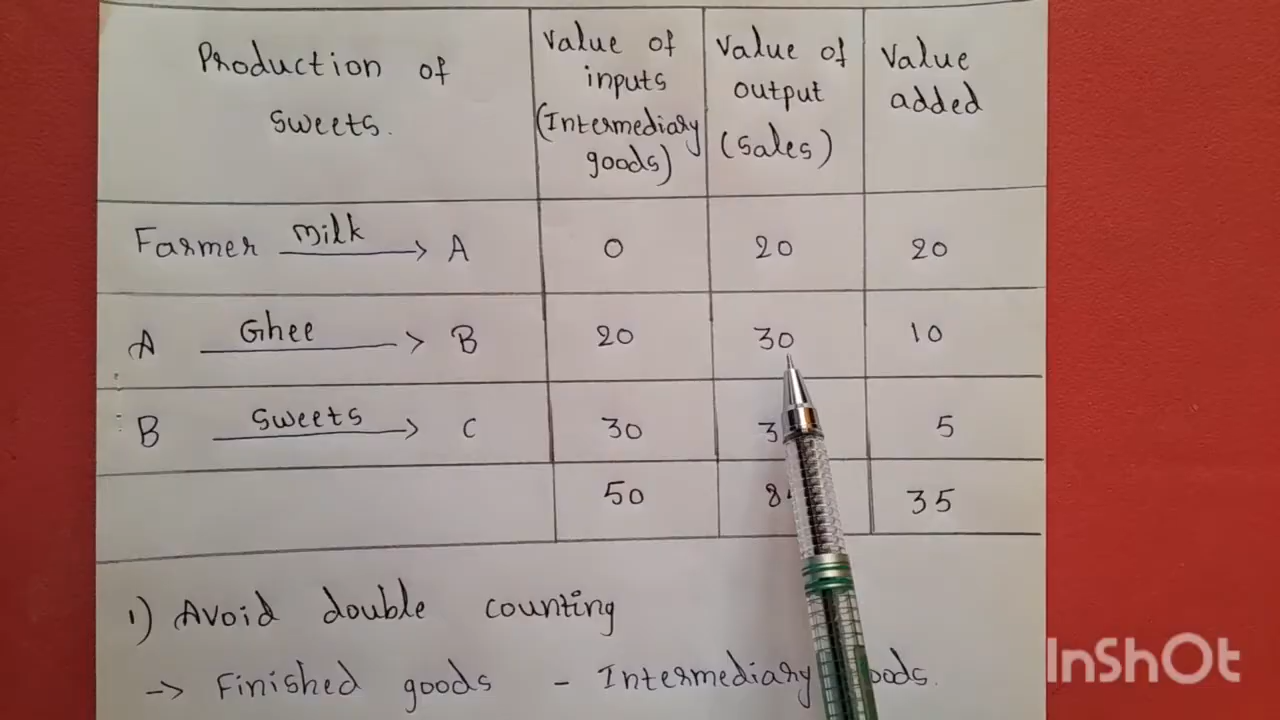 Production of
sweets.
Value of
inputs
(Intermediary
goods)
Value of
output
(sales)
Value
added
Farmer milk → A
0
20
20
A Ghee → B
20
30
10
B sweets → C
30
5
50
35
1) Avoid double counting
→ Finished goods - Intermediary
InShOt